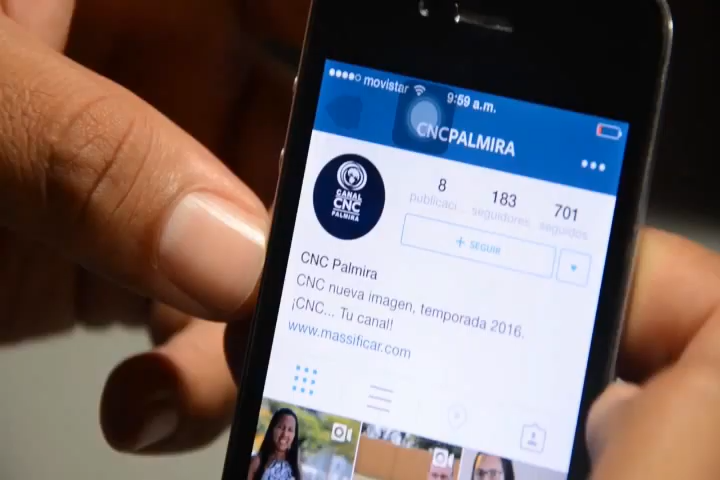 movistar 9:59 a.m.
CNCPALMIRA
CANAL
CNC
PALMIRA
8 183 701
publicaci... seguidores seguidos
+ SEGUIR
CNC Palmira
CNC nueva imagen, temporada 2016.
¡CNC... Tu canal!
www.massificar.com